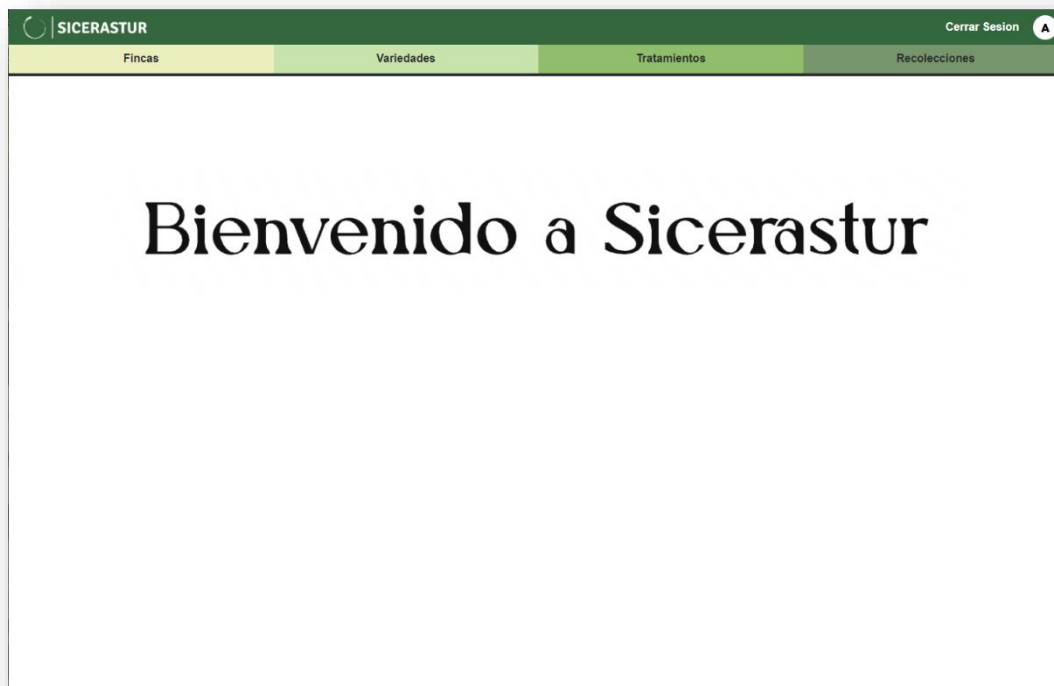 SICERASTUR
Cerrar Sesion A
Fincas Variedades Tratamientos Recolecciones
Bienvenido a Sicerastur